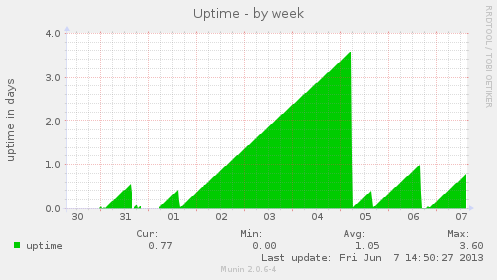 Uptime - by week
RRDTOOL / TOBI OETIKER
uptime in days
4.0
3.0
2.0
1.0
0.0
30 31 01 02 03 04 05 06 07
Cur: Min: Avg: Max:
uptime 0.77 0.00 1.05 3.60
Last update: Fri Jun 7 14:50:27 2013
Munin 2.0.6-4